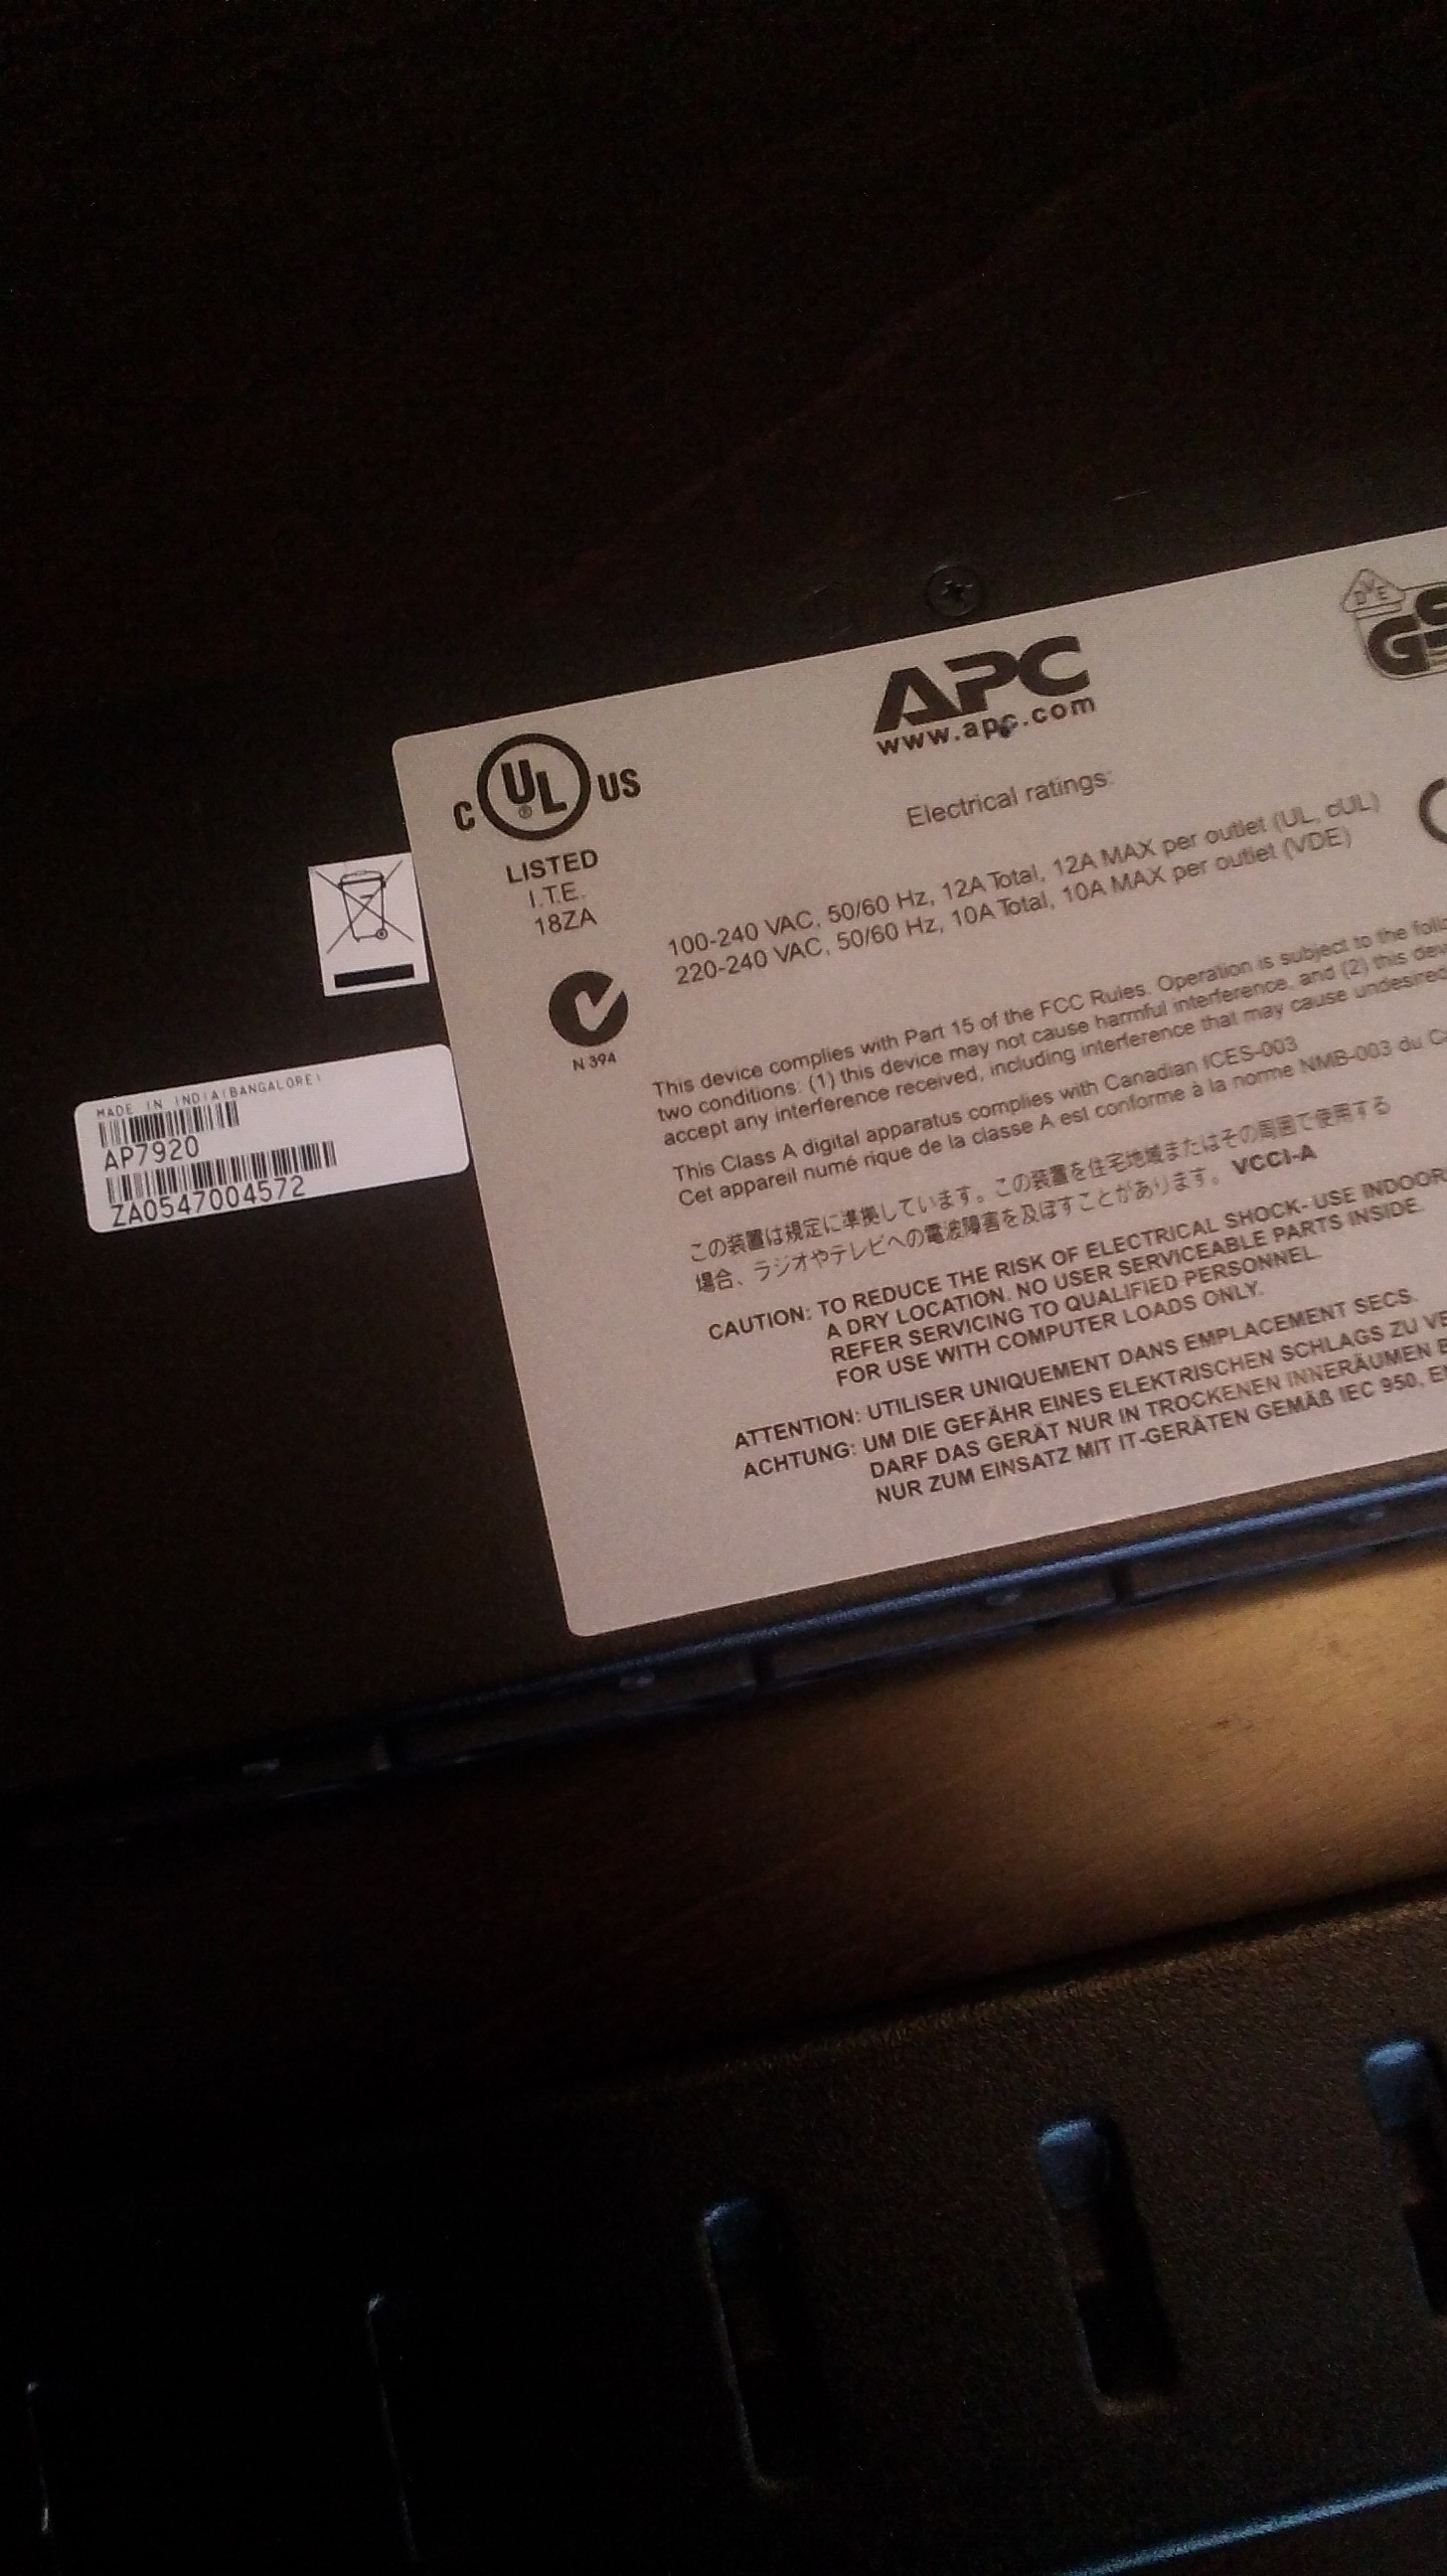 APC
www.apc.com
DVE
GS
C UL® US
LISTED
I.T.E.
18ZA
N 394
Electrical ratings:
100-240 VAC, 50/60 Hz, 12A Total, 12A MAX per outlet (UL, cUL)
220-240 VAC, 50/60 Hz, 10A Total, 10A MAX per outlet (VDE)
This device complies with Part 15 of the FCC Rules. Operation is subject to the
two conditions: (1) this device may not cause harmful interference, and (2) this
accept any interference received, including interference that may cause
This Class A digital apparatus complies with Canadian ICES-003
Cet appareil numé rique de la classe A est conforme à la norme NMB-003 du
この装置は規定に準拠しています。この装置を住宅地域またはその周囲で使用する
場合、ラジオやテレビへの電波障害を及ぼすことがあります。 VCCI-A
CAUTION: TO REDUCE THE RISK OF ELECTRICAL SHOCK- USE INDOOR
A DRY LOCATION. NO USER SERVICEABLE PARTS INSIDE.
REFER SERVICING TO QUALIFIED PERSONNEL.
FOR USE WITH COMPUTER LOADS ONLY.
ATTENTION: UTILISER UNIQUEMENT DANS EMPLACEMENT SECS.
ACHTUNG: UM DIE GEFÄHR EINES ELEKTRISCHEN SCHLAGS ZU
DARF DAS GERÄT NUR IN TROCKENEN INNERÄUMEN
NUR ZUM EINSATZ MIT IT-GERÄTEN GEMÄß IEC 950,
MADE IN INDIA(BANGALORE)
AP7920
ZA0547004572